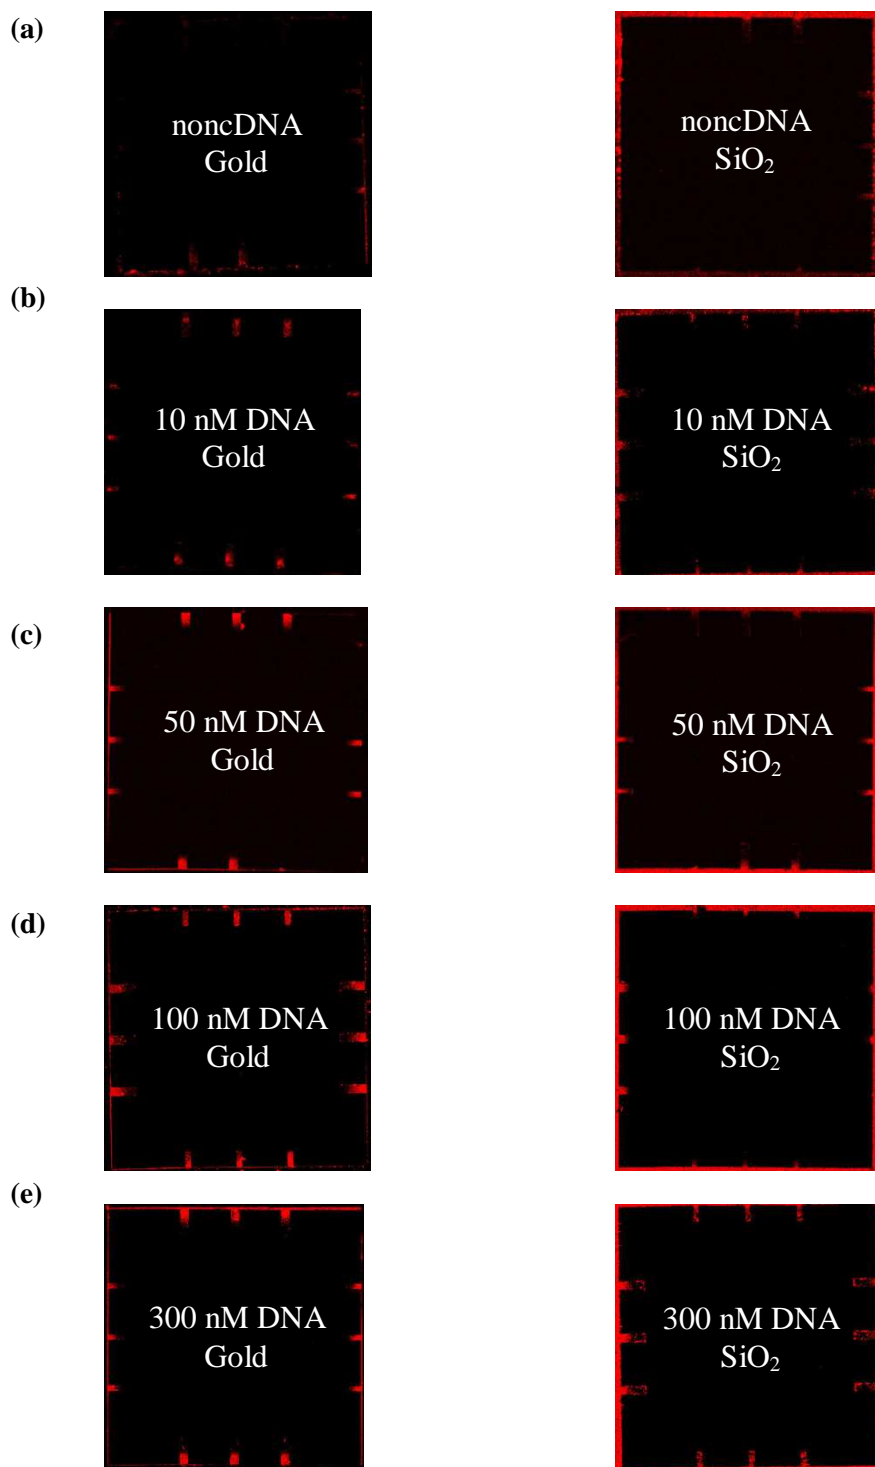 (a)
noncDNA
Gold
noncDNA
SiO₂
(b)
10 nM DNA
Gold
10 nM DNA
SiO₂
(c)
50 nM DNA
Gold
50 nM DNA
SiO₂
(d)
100 nM DNA
Gold
100 nM DNA
SiO₂
(e)
300 nM DNA
Gold
300 nM DNA
SiO₂